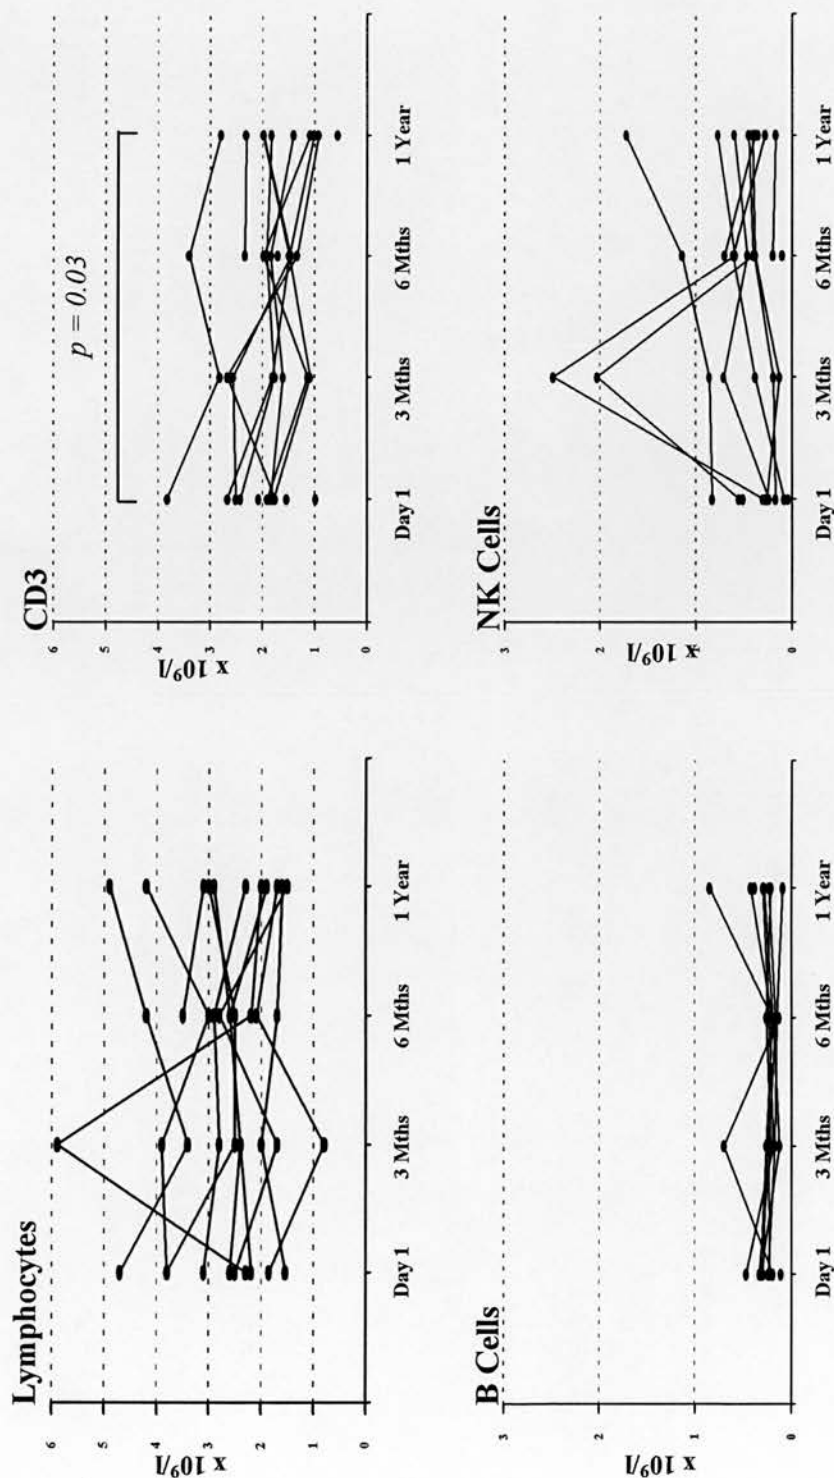 Lymphocytes
x 10⁹/l
6
5
4
3
2
1
0
Day 1
3 Mths
6 Mths
1 Year
CD3
p = 0.03
x 10⁹/l
6
5
4
3
2
1
0
Day 1
3 Mths
6 Mths
1 Year
B Cells
x 10⁹/l
3
2
1
0
Day 1
3 Mths
6 Mths
1 Year
NK Cells
x 10⁹/l
3
2
1
0
Day 1
3 Mths
6 Mths
1 Year